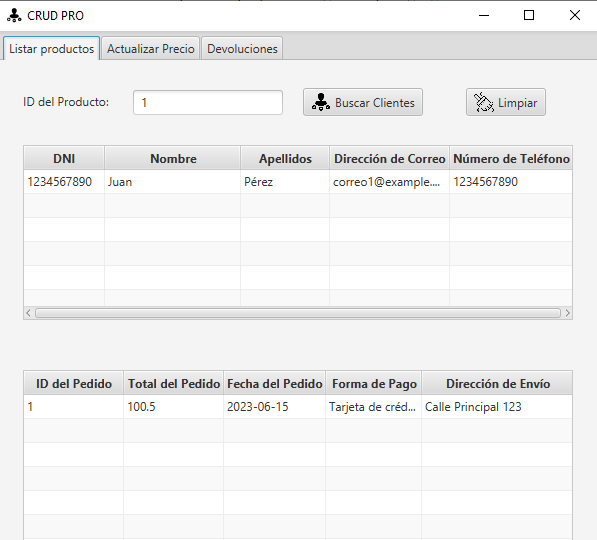 CRUD PRO
Listar productos Actualizar Precio Devoluciones
ID del Producto: 1 Buscar Clientes Limpiar
DNI Nombre Apellidos Dirección de Correo Número de Teléfono
1234567890 Juan Pérez correo1@example.... 1234567890
ID del Pedido Total del Pedido Fecha del Pedido Forma de Pago Dirección de Envío
1 100.5 2023-06-15 Tarjeta de créd... Calle Principal 123